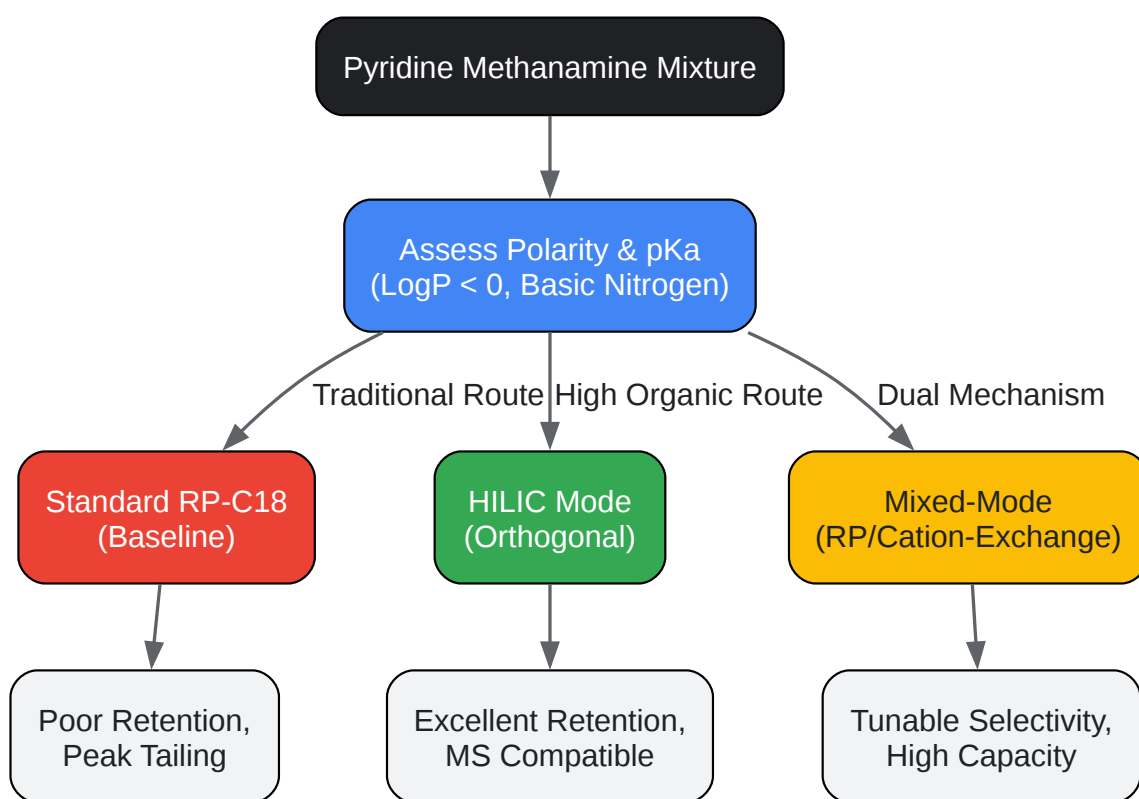 Pyridine Methanamine Mixture
Assess Polarity & pKa
(LogP < 0, Basic Nitrogen)
Traditional Route
High Organic Route
Dual Mechanism
Standard RP-C18
(Baseline)
HILIC Mode
(Orthogonal)
Mixed-Mode
(RP/Cation-Exchange)
Poor Retention,
Peak Tailing
Excellent Retention,
MS Compatible
Tunable Selectivity,
High Capacity